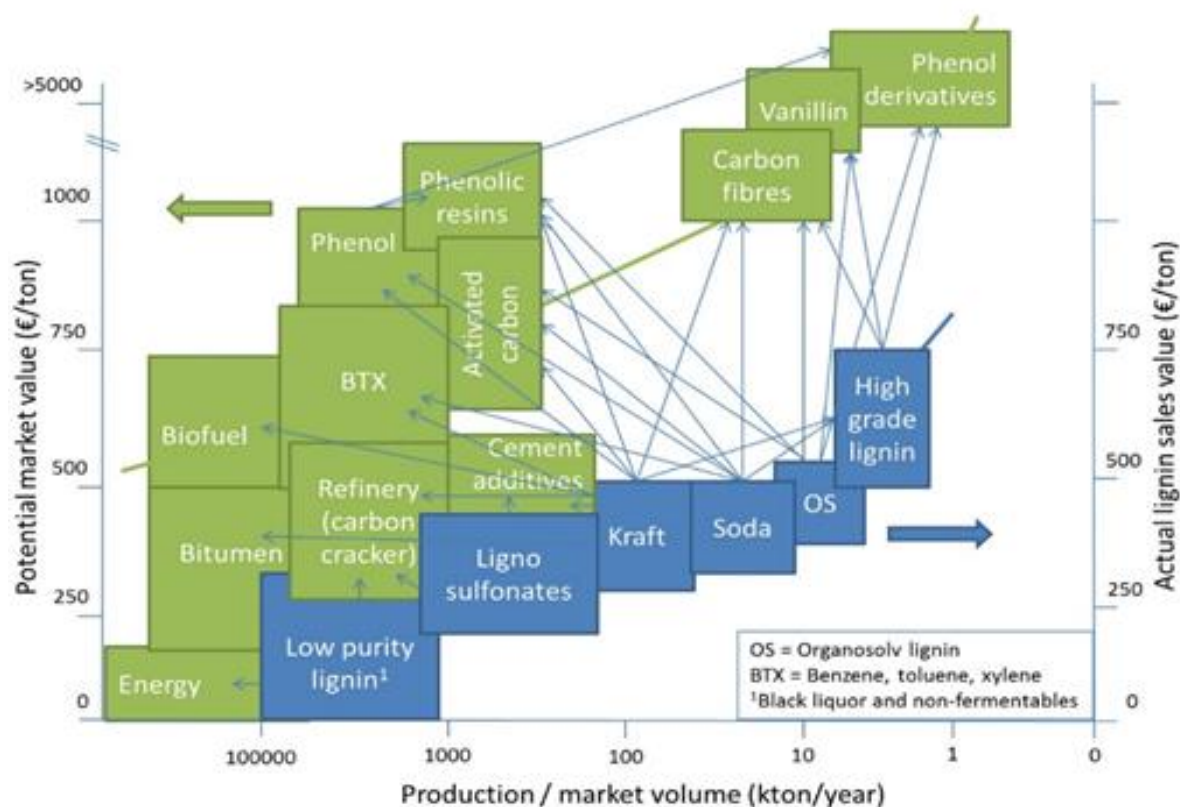 Potential market value (€/ton)
>5000
1000
750
500
250
0
Phenol
derivatives
Vanillin
Carbon
fibres
Phenolic
resins
Phenol
Activated
carbon
BTX
Biofuel
Cement
additives
Refinery
(carbon
cracker)
Bitumen
Energy
High
grade
lignin
OS
Soda
Kraft
Ligno
sulfonates
Low purity
lignin¹
Actual lignin sales value (€/ton)
750
500
250
0
OS = Organosolv lignin
BTX = Benzene, toluene, xylene
¹Black liquor and non-fermentables
100000
1000
100
10
1
0
Production / market volume (kton/year)